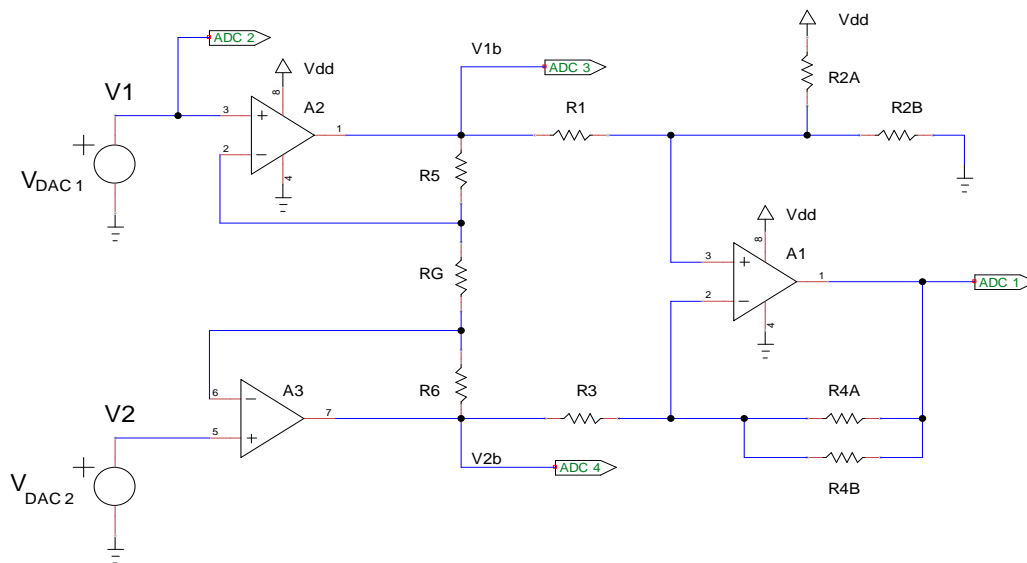 ADC 2
Vdd
V1b
ADC 3
Vdd
R2A
V1
A2
R1
R2B
8
3
+
1
2
−
4
+
VDAC 1
R5
Vdd
8
A1
RG
3
+
1
ADC 1
2
−
4
A3
R6
R3
R4A
V2
6
−
7
5
+
V2b
ADC 4
R4B
+
VDAC 2